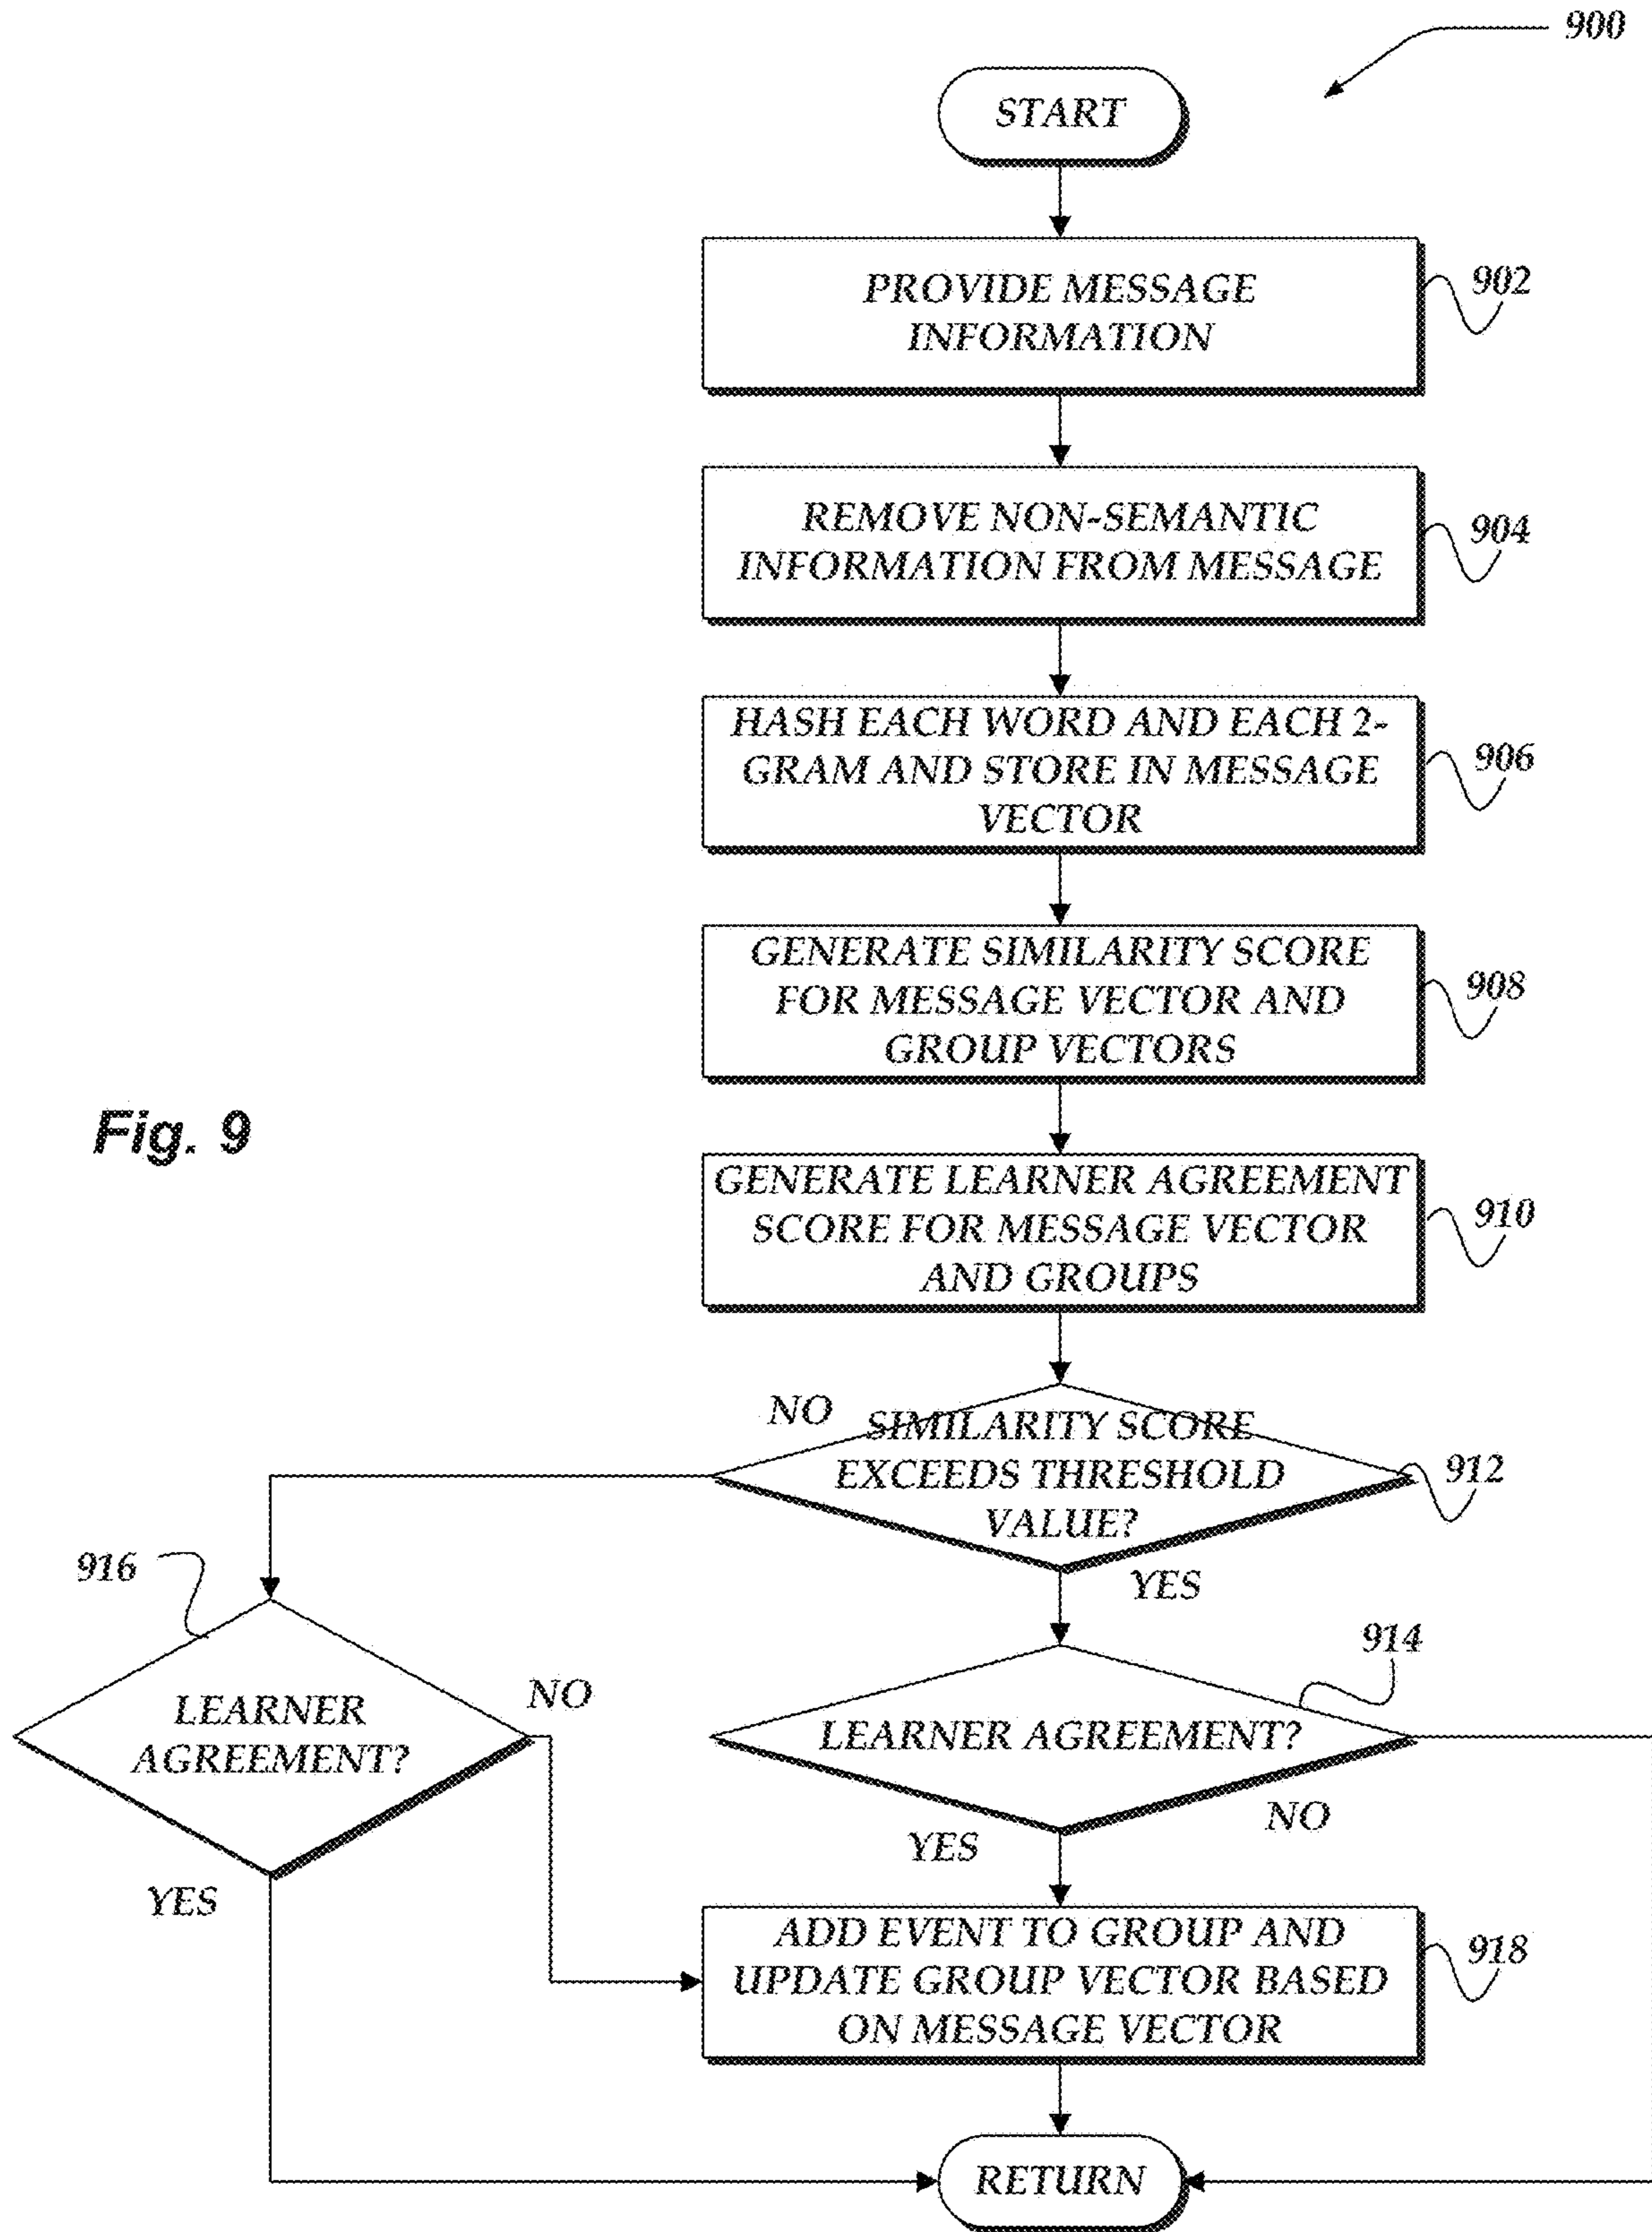 900
START
PROVIDE MESSAGE
INFORMATION
902
REMOVE NON-SEMANTIC
INFORMATION FROM MESSAGE
904
HASH EACH WORD AND EACH 2-
GRAM AND STORE IN MESSAGE
VECTOR
906
GENERATE SIMILARITY SCORE
FOR MESSAGE VECTOR AND
GROUP VECTORS
908
Fig. 9
GENERATE LEARNER AGREEMENT
SCORE FOR MESSAGE VECTOR
AND GROUPS
910
NO
SIMILARITY SCORE
EXCEEDS THRESHOLD
VALUE?
912
YES
916
LEARNER
AGREEMENT?
NO
YES
914
LEARNER AGREEMENT?
NO
YES
ADD EVENT TO GROUP AND
UPDATE GROUP VECTOR BASED
ON MESSAGE VECTOR
918
RETURN